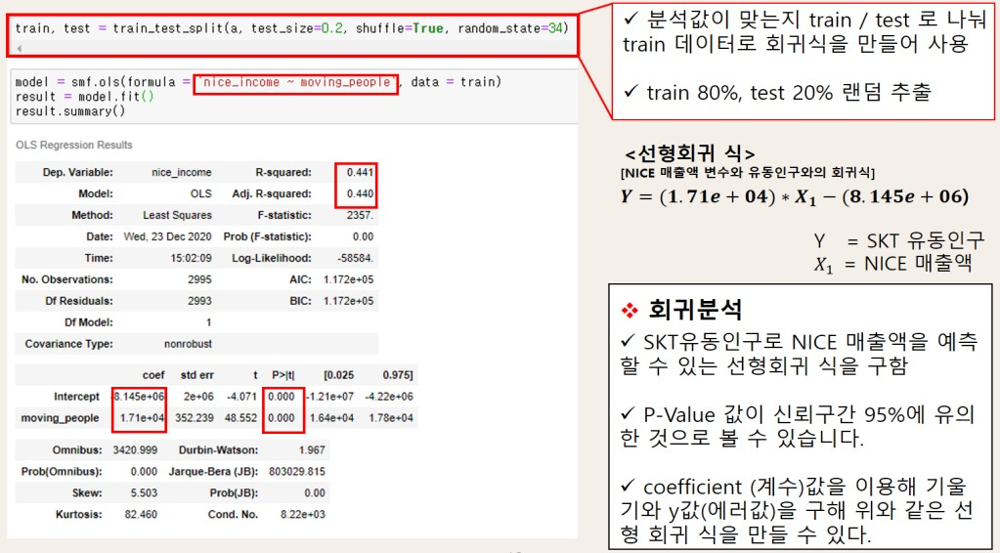 train, test = train_test_split(a, test_size=0.2, shuffle=True, random_state=34)
model = smf.ols(formula = 'nice_income ~ moving_people', data = train)
result = model.fit()
result.summary()
OLS Regression Results
Dep. Variable: nice_income R-squared: 0.441
Model: OLS Adj. R-squared: 0.440
Method: Least Squares F-statistic: 2357.
Date: Wed, 23 Dec 2020 Prob (F-statistic): 0.00
Time: 15:02:09 Log-Likelihood: -58584.
No. Observations: 2995 AIC: 1.172e+05
Df Residuals: 2993 BIC: 1.172e+05
Df Model: 1
Covariance Type: nonrobust
coef std err t P>|t| [0.025 0.975]
Intercept -8.145e+06 2e+06 -4.071 0.000 -1.21e+07 -4.22e+06
moving_people 1.71e+04 352.239 48.552 0.000 1.64e+04 1.78e+04
Omnibus: 3420.999 Durbin-Watson: 1.967
Prob(Omnibus): 0.000 Jarque-Bera (JB): 803029.815
Skew: 5.503 Prob(JB): 0.00
Kurtosis: 82.460 Cond. No. 8.22e+03
✓ 분석값이 맞는지 train / test 로 나눠
train 데이터로 회귀식을 만들어 사용
✓ train 80%, test 20% 랜덤 추출
<선형회귀 식>
[NICE 매출액 변수와 유동인구와의 회귀식]
Y = (1.71e + 04) * X₁ − (8.145e + 06)
Y = SKT 유동인구
X₁ = NICE 매출액
❖ 회귀분석
✓ SKT유동인구로 NICE 매출액을 예측
할 수 있는 선형회귀 식을 구함
✓ P-Value 값이 신뢰구간 95%에 유의
한 것으로 볼 수 있습니다.
✓ coefficient (계수)값을 이용해 기울
기와 y값(에러값)을 구해 위와 같은 선
형 회귀 식을 만들 수 있다.